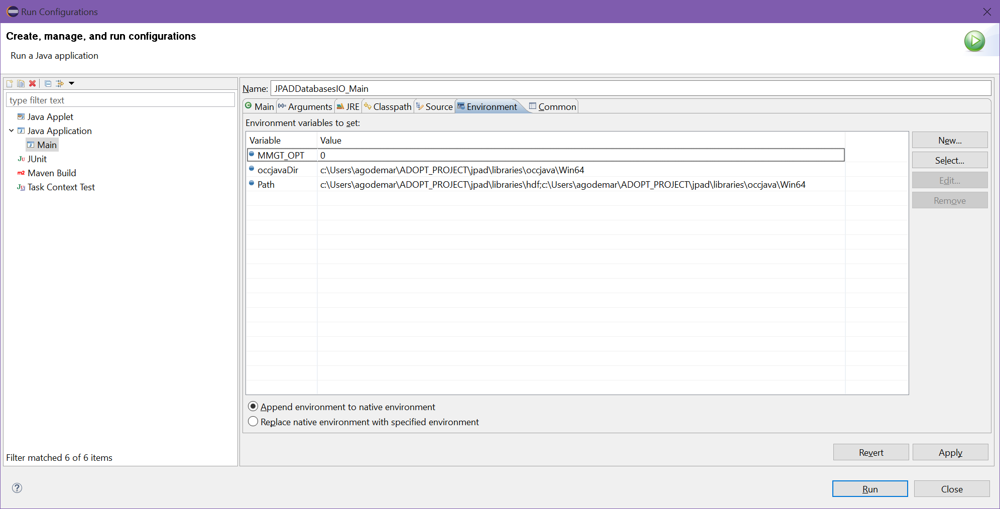 Run Configurations
Create, manage, and run configurations
Run a Java application
type filter text
Java Applet
Java Application
Main
JUnit
Maven Build
Task Context Test
Filter matched 6 of 6 items
Name: JPADDatabasesIO_Main
Main (x)= Arguments JRE Classpath Source Environment Common
Environment variables to set:
Variable Value
MMGT_OPT 0
occjavaDir c:\Users\agodemar\ADOPT_PROJECT\jpad\libraries\occjava\Win64
Path c:\Users\agodemar\ADOPT_PROJECT\jpad\libraries\hdf;c:\Users\agodemar\ADOPT_PROJECT\jpad\libraries\occjava\Win64
New...
Select...
Edit...
Remove
Append environment to native environment
Replace native environment with specified environment
Revert Apply
Run Close